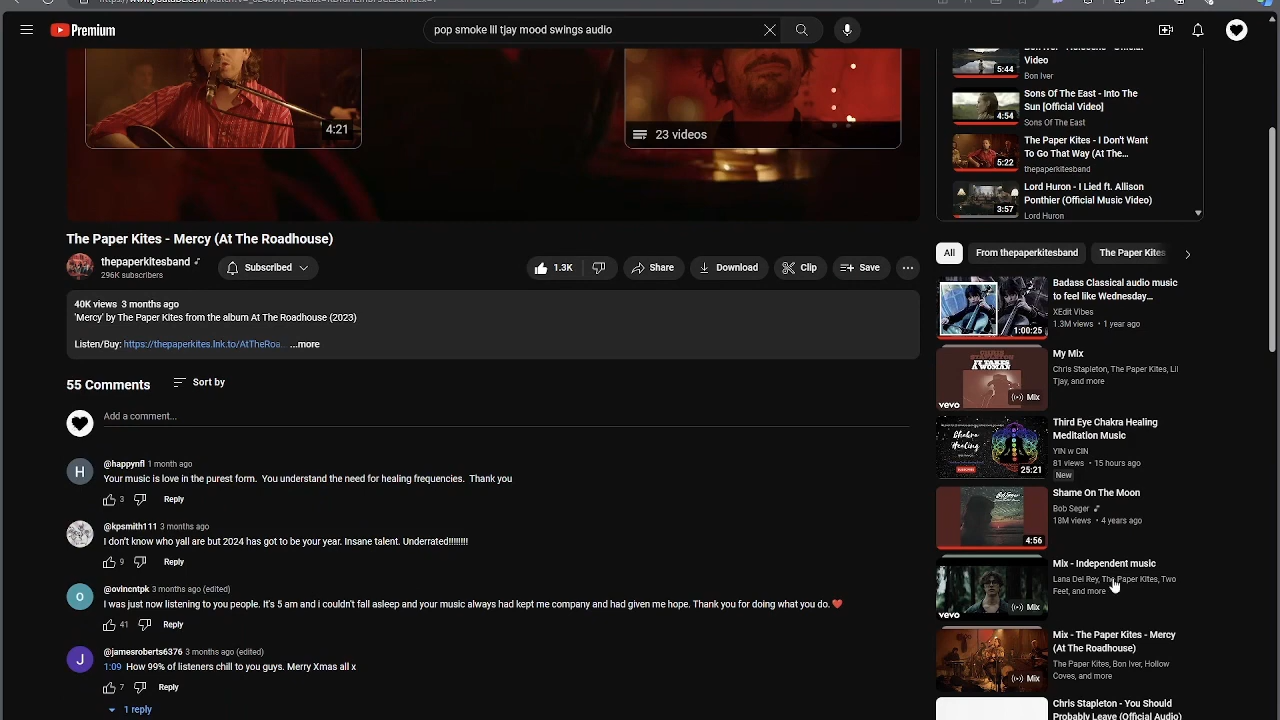 Premium
pop smoke lil tjay mood swings audio
4:21
23 videos
5:44
Video
Bon Iver
Sons Of The East - Into The
Sun [Official Video]
4:54
Sons Of The East
The Paper Kites - I Don't Want
To Go That Way (At The...
5:22
thepaperkitesband
Lord Huron - I Lied ft. Allison
Ponthier (Official Music Video)
3:57
Lord Huron
The Paper Kites - Mercy (At The Roadhouse)
thepaperkitesband
296K subscribers
Subscribed
1.3K
Share
Download
Clip
Save
40K views 3 months ago
'Mercy' by The Paper Kites from the album At The Roadhouse (2023)
Listen/Buy: https://thepaperkites.lnk.to/AtTheRoa... ...more
55 Comments
Sort by
Add a comment...
H
@happynfl 1 month ago
Your music is love in the purest form. You understand the need for healing frequencies. Thank you
3
Reply
@kpsmith111 3 months ago
I don't know who yall are but 2024 has got to be your year. Insane talent. Underrated!!!!!!!!
9
Reply
O
@ovincntpk 3 months ago (edited)
I was just now listening to you people. It's 5 am and i couldn't fall asleep and your music always had kept me company and had given me hope. Thank you for doing what you do. ❤️
41
Reply
J
@jamesroberts6376 3 months ago (edited)
1:09 How 99% of listeners chill to you guys. Merry Xmas all x
7
Reply
1 reply
All
From thepaperkitesband
The Paper Kites
Badass Classical audio music
to feel like Wednesday...
XEdit Vibes
1.3M views • 1 year ago
1:00:25
My Mix
Chris Stapleton, The Paper Kites, Lil
Tjay, and more
vevo
Mix
Third Eye Chakra Healing
Meditation Music
YIN w CIN
81 views • 15 hours ago
New
Chakra
Healing
25:21
Shame On The Moon
Bob Seger
18M views • 4 years ago
4:56
Mix - Independent music
Lana Del Rey, The Paper Kites, Two
Feet, and more
vevo
Mix
Mix - The Paper Kites - Mercy
(At The Roadhouse)
The Paper Kites, Bon Iver, Hollow
Coves, and more
Mix
Chris Stapleton - You Should
Probably Leave (Official Audio)